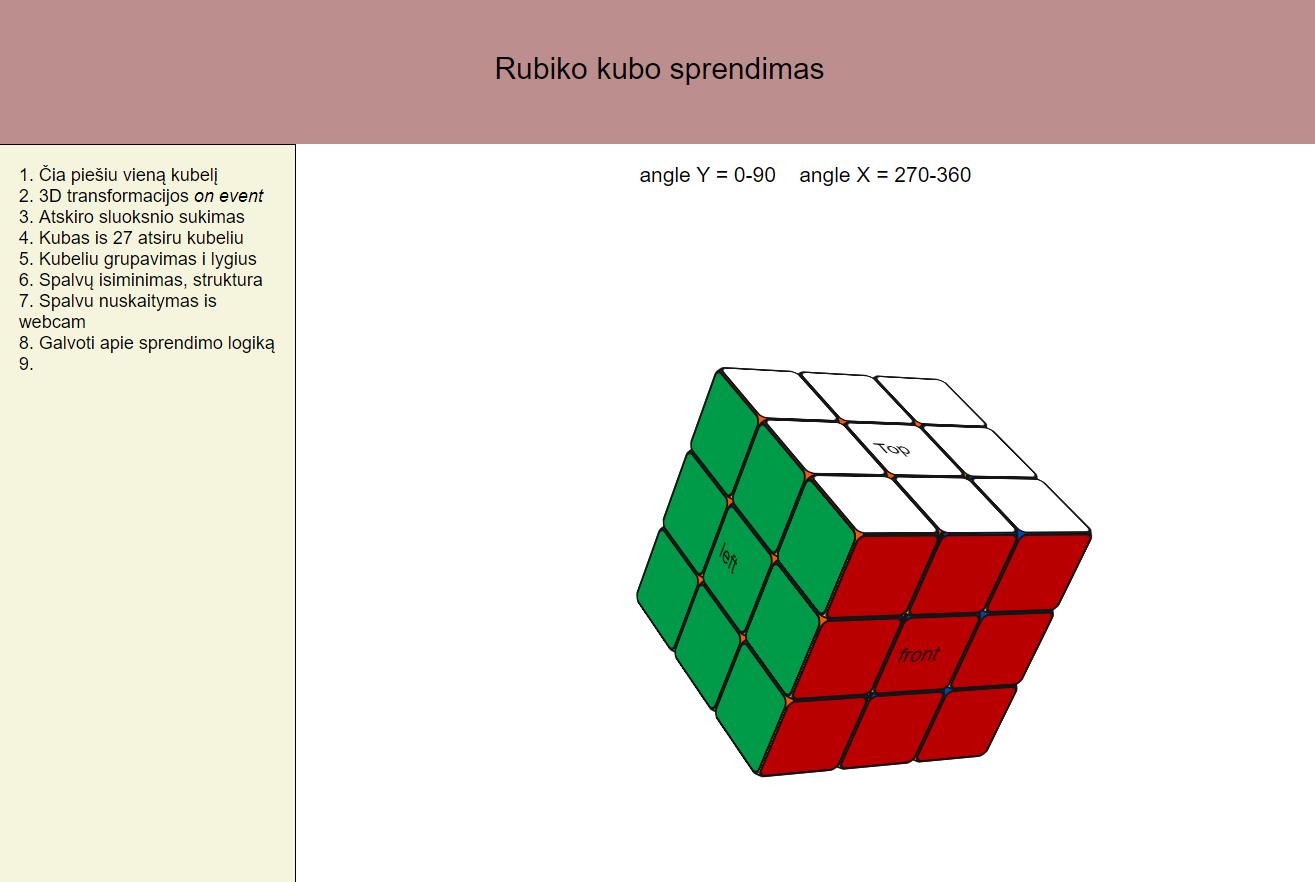 Rubiko kubo sprendimas
angle Y = 0-90 angle X = 270-360
1. Čia piešiu vieną kubelį
2. 3D transformacijos on event
3. Atskiro sluoksnio sukimas
4. Kubas is 27 atsiru kubeliu
5. Kubeliu grupavimas i lygius
6. Spalvų isiminimas, struktura
7. Spalvu nuskaitymas is
webcam
8. Galvoti apie sprendimo logiką
9.
Top
left
front